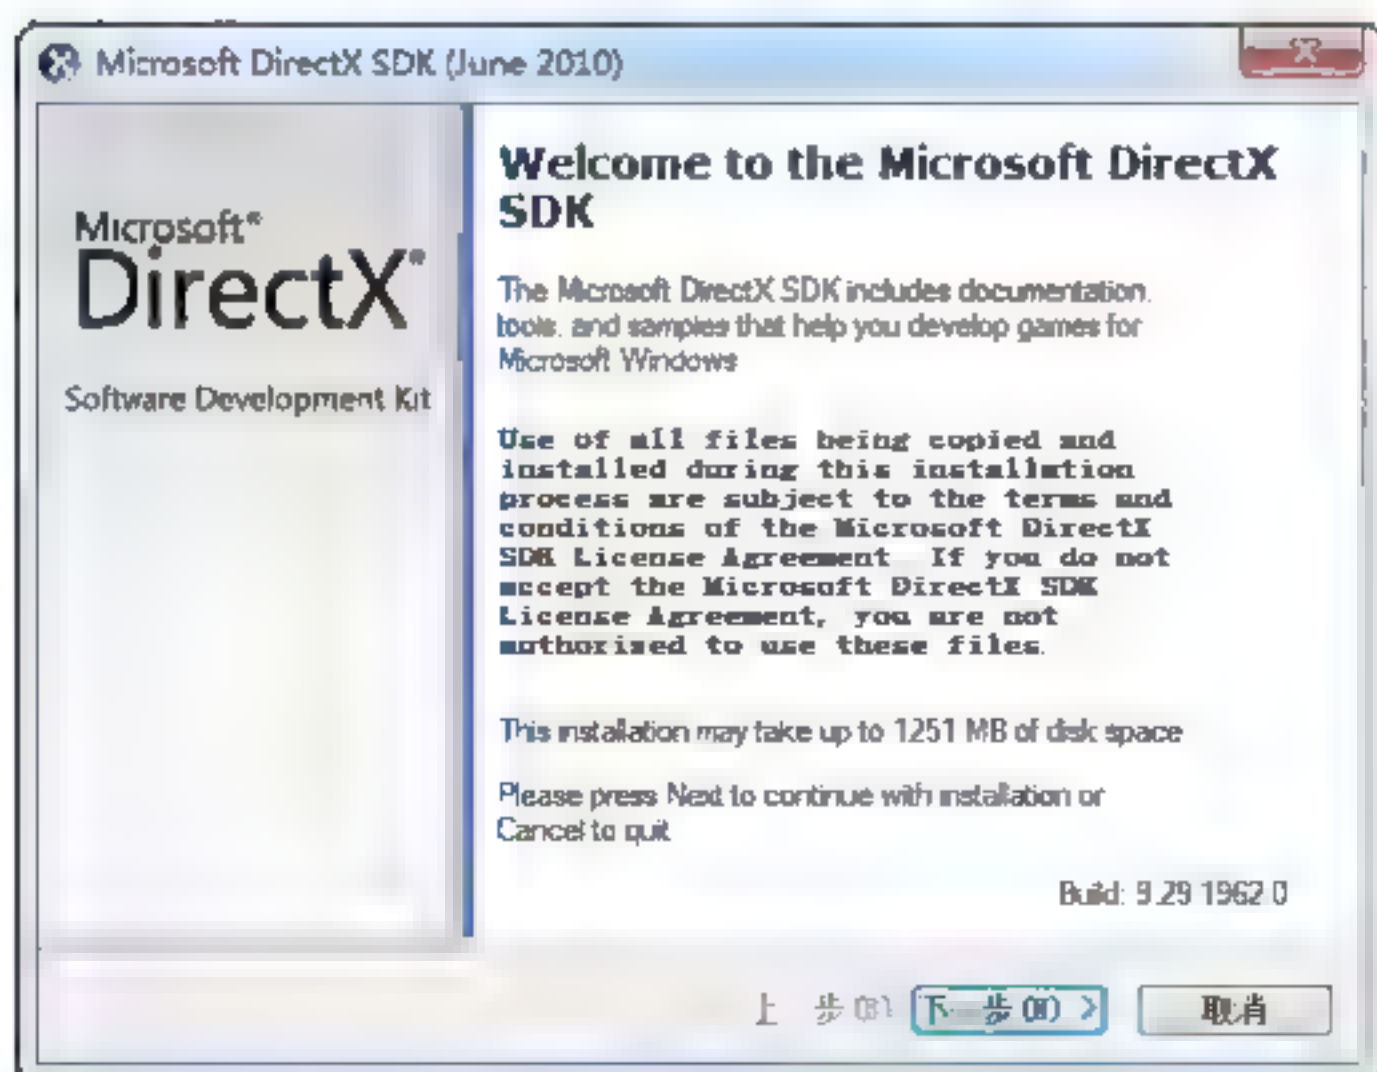 Microsoft DirectX SDK (June 2010)
Microsoft®
DirectX®
Software Development Kit
Welcome to the Microsoft DirectX
SDK
The Microsoft DirectX SDK includes documentation,
tools, and samples that help you develop games for
Microsoft Windows
Use of all files being copied and
installed during this installation
process are subject to the terms and
conditions of the Microsoft DirectX
SDK License Agreement. If you do not
accept the Microsoft DirectX SDK
License Agreement, you are not
authorized to use these files.
This installation may take up to 1251 MB of disk space
Please press Next to continue with installation or
Cancel to quit
Build: 9.29.1962.0
上一步(B) 下一步(N) > 取消